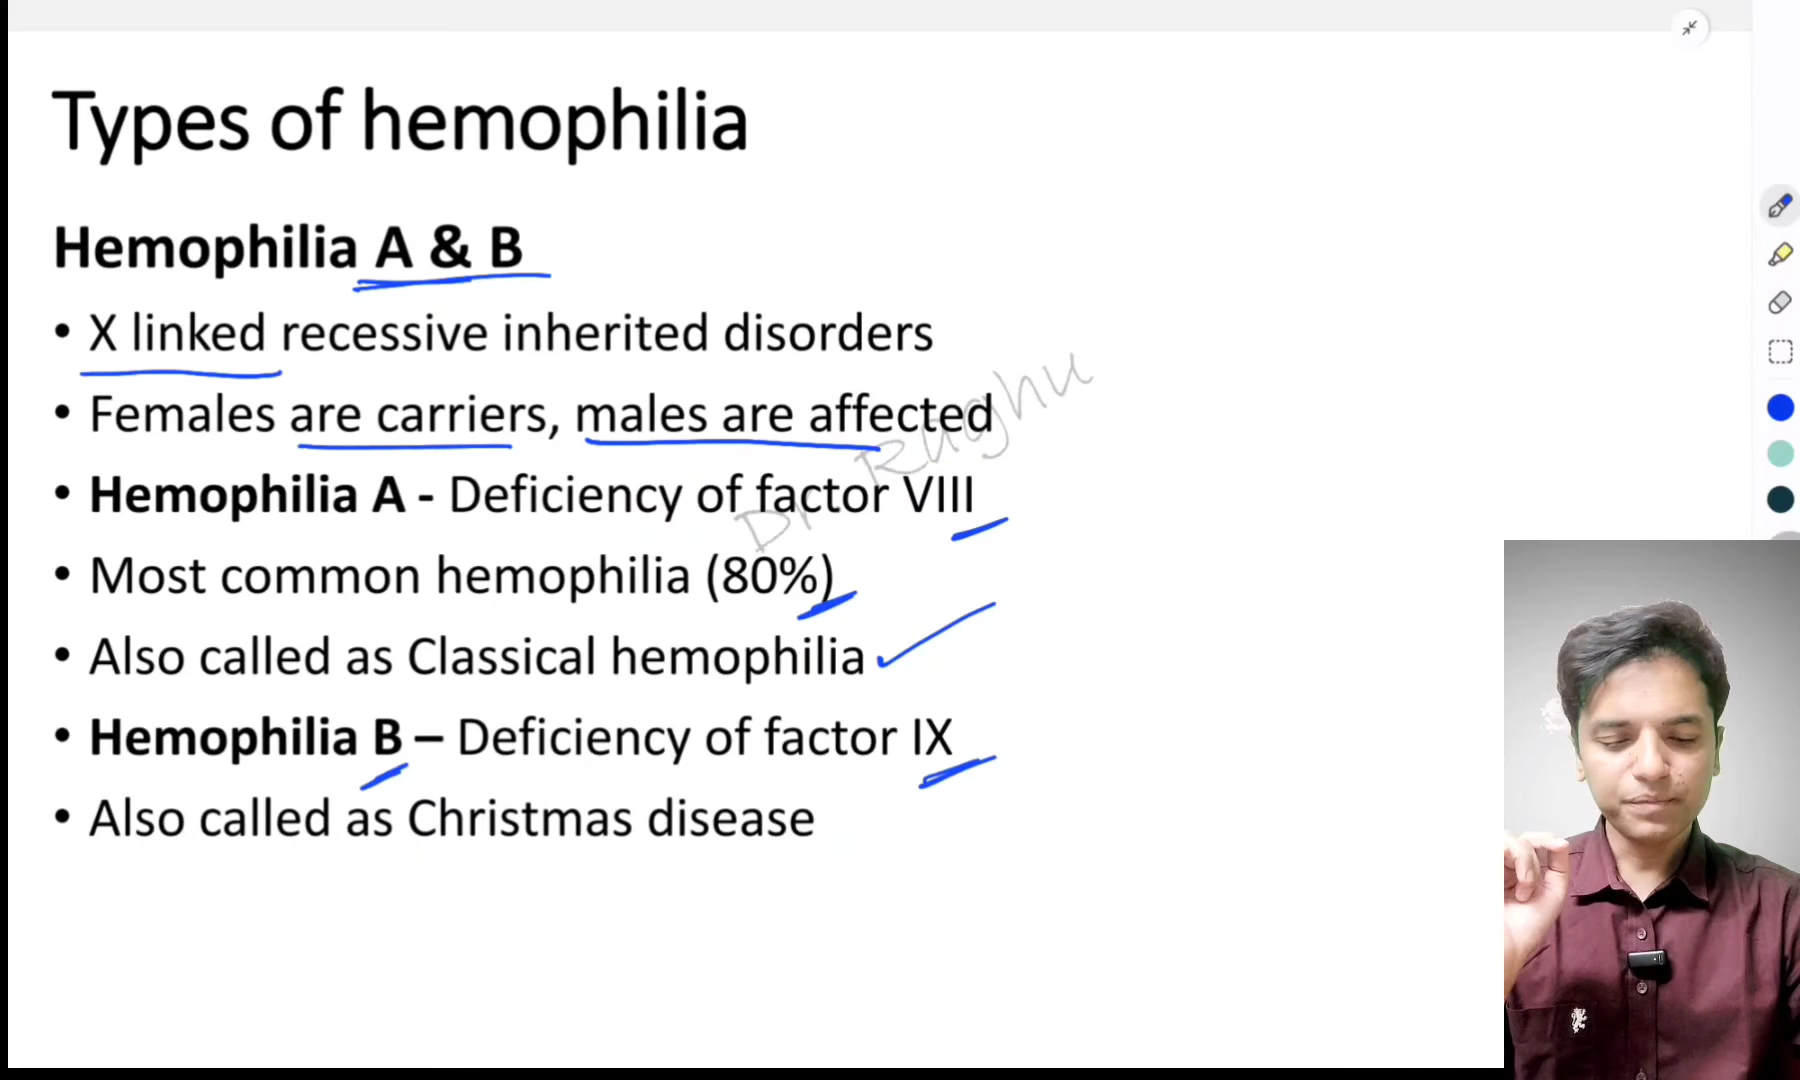 Types of hemophilia
Hemophilia A & B
• X linked recessive inherited disorders
• Females are carriers, males are affected
• Hemophilia A - Deficiency of factor VIII
• Most common hemophilia (80%)
• Also called as Classical hemophilia
• Hemophilia B – Deficiency of factor IX
• Also called as Christmas disease
Dr Raghu